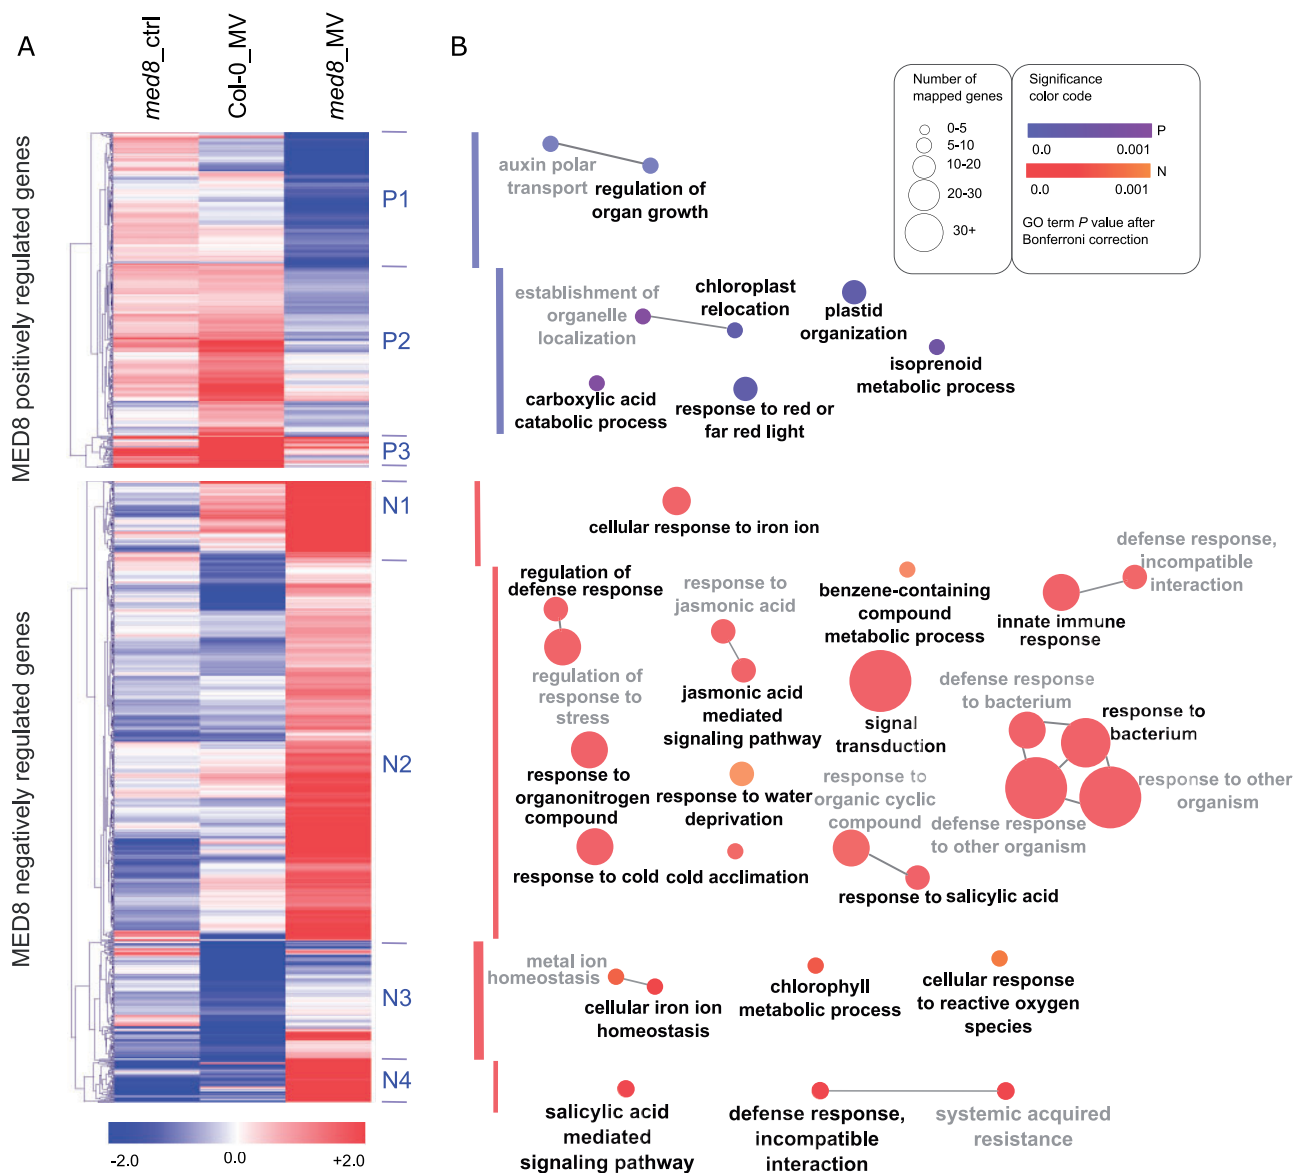 A
med8_ctrl
Col-0_MV
med8_MV
MED8 positively regulated genes
P1
P2
P3
MED8 negatively regulated genes
N1
N2
N3
N4
-2.0
0.0
+2.0
B
Number of
mapped genes
0-5
5-10
10-20
20-30
30+
Significance
color code
P
0.0
0.001
N
0.0
0.001
GO term P value after
Bonferroni correction
auxin polar
transport
regulation of
organ growth
establishment of
organelle
localization
chloroplast
relocation
plastid
organization
isoprenoid
metabolic process
carboxylic acid
catabolic process
response to red or
far red light
cellular response to iron ion
regulation of
defense response
regulation of
response to
stress
response to
jasmonic acid
jasmonic acid
mediated
signaling pathway
benzene-containing
compound
metabolic process
innate immune
response
defense response,
incompatible
interaction
signal
transduction
defense response
to bacterium
response to
bacterium
response to other
organism
defense response
to other organism
response to
organonitrogen
compound
response to water
deprivation
response to
organic cyclic
compound
response to cold
cold acclimation
response to salicylic acid
metal ion
homeostasis
cellular iron ion
homeostasis
chlorophyll
metabolic process
cellular response
to reactive oxygen
species
salicylic acid
mediated
signaling pathway
defense response,
incompatible
interaction
systemic acquired
resistance